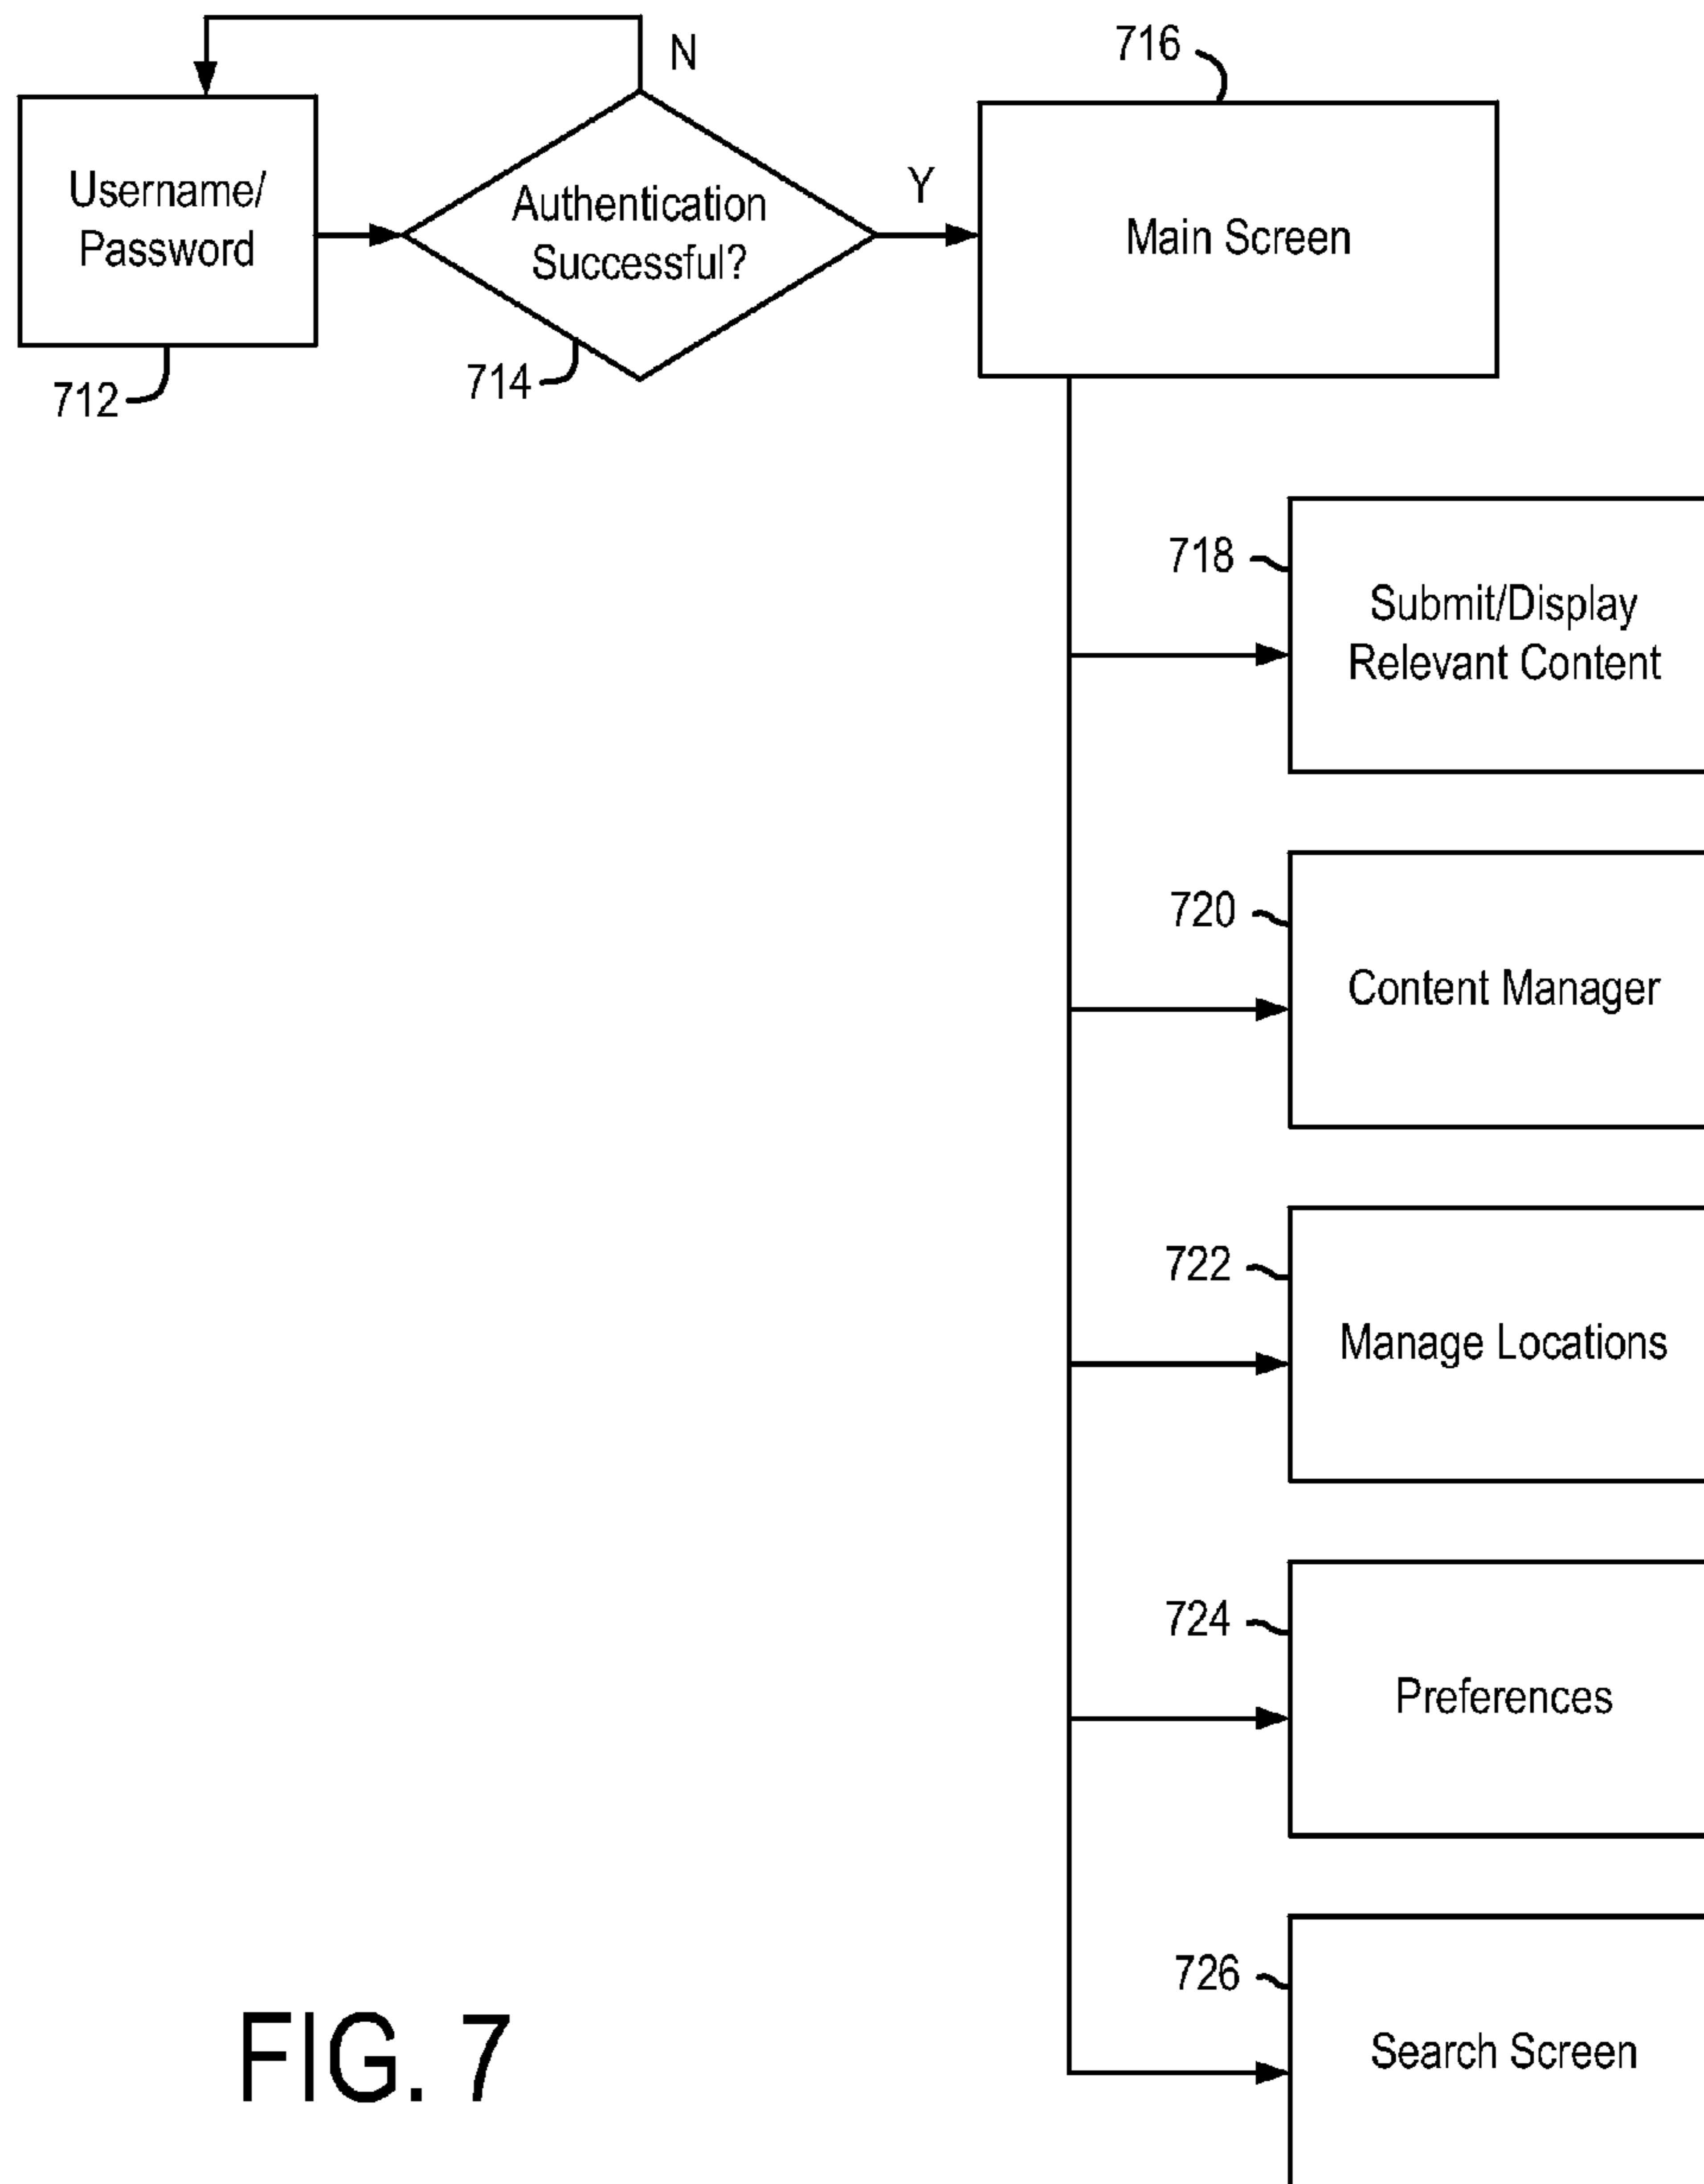 N
716
Username/
Password
Authentication
Successful?
Y
Main Screen
712
714
718
Submit/Display
Relevant Content
720
Content Manager
722
Manage Locations
724
Preferences
726
Search Screen
FIG. 7